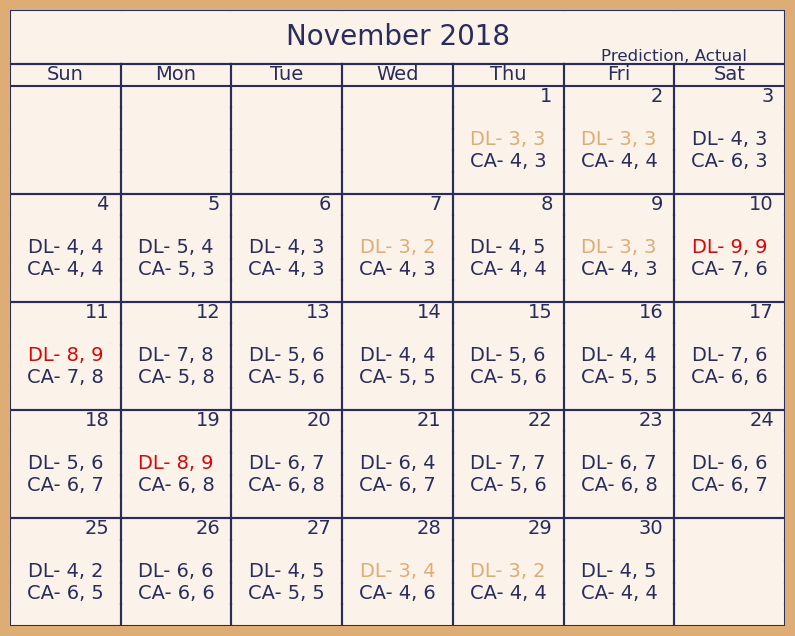 November 2018
Prediction, Actual
Sun Mon Tue Wed Thu Fri Sat
1 2 3
DL- 3, 3 DL- 3, 3 DL- 4, 3
CA- 4, 3 CA- 4, 4 CA- 6, 3
4 5 6 7 8 9 10
DL- 4, 4 DL- 5, 4 DL- 4, 3 DL- 3, 2 DL- 4, 5 DL- 3, 3 DL- 9, 9
CA- 4, 4 CA- 5, 3 CA- 4, 3 CA- 4, 3 CA- 4, 4 CA- 4, 3 CA- 7, 6
11 12 13 14 15 16 17
DL- 8, 9 DL- 7, 8 DL- 5, 6 DL- 4, 4 DL- 5, 6 DL- 4, 4 DL- 7, 6
CA- 7, 8 CA- 5, 8 CA- 5, 6 CA- 5, 5 CA- 5, 6 CA- 5, 5 CA- 6, 6
18 19 20 21 22 23 24
DL- 5, 6 DL- 8, 9 DL- 6, 7 DL- 6, 4 DL- 7, 7 DL- 6, 7 DL- 6, 6
CA- 6, 7 CA- 6, 8 CA- 6, 8 CA- 6, 7 CA- 5, 6 CA- 6, 8 CA- 6, 7
25 26 27 28 29 30
DL- 4, 2 DL- 6, 6 DL- 4, 5 DL- 3, 4 DL- 3, 2 DL- 4, 5
CA- 6, 5 CA- 6, 6 CA- 5, 5 CA- 4, 6 CA- 4, 4 CA- 4, 4